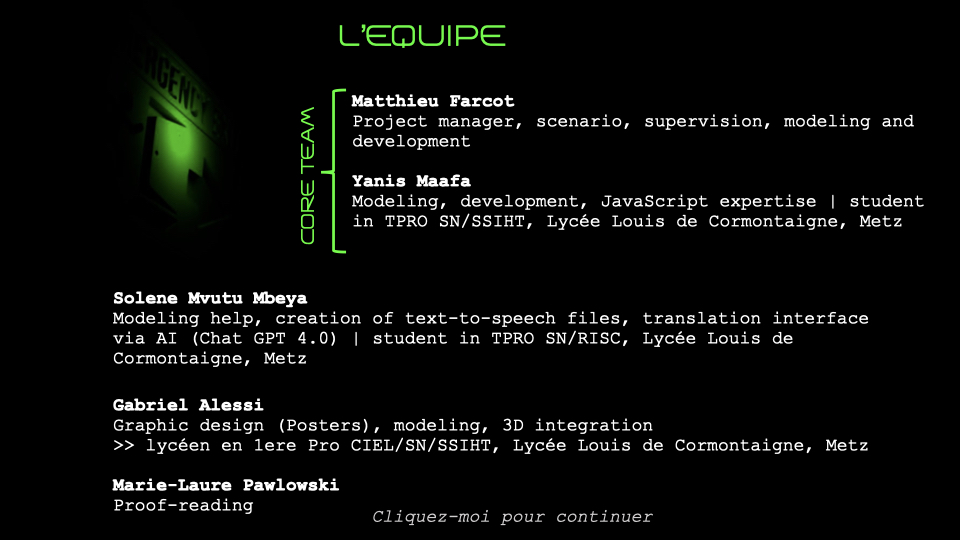 L'EQUIPE
CORE TEAM
Matthieu Farcot
Project manager, scenario, supervision, modeling and
development
Yanis Maafa
Modeling, development, JavaScript expertise | student
in TPRO SN/SSIHT, Lycée Louis de Cormontaigne, Metz
Solene Mvutu Mbeya
Modeling help, creation of text-to-speech files, translation interface
via AI (Chat GPT 4.0) | student in TPRO SN/RISC, Lycée Louis de
Cormontaigne, Metz
Gabriel Alessi
Graphic design (Posters), modeling, 3D integration
>> lycéen en 1ere Pro CIEL/SN/SSIHT, Lycée Louis de Cormontaigne, Metz
Marie-Laure Pawlowski
Proof-reading
Cliquez-moi pour continuer